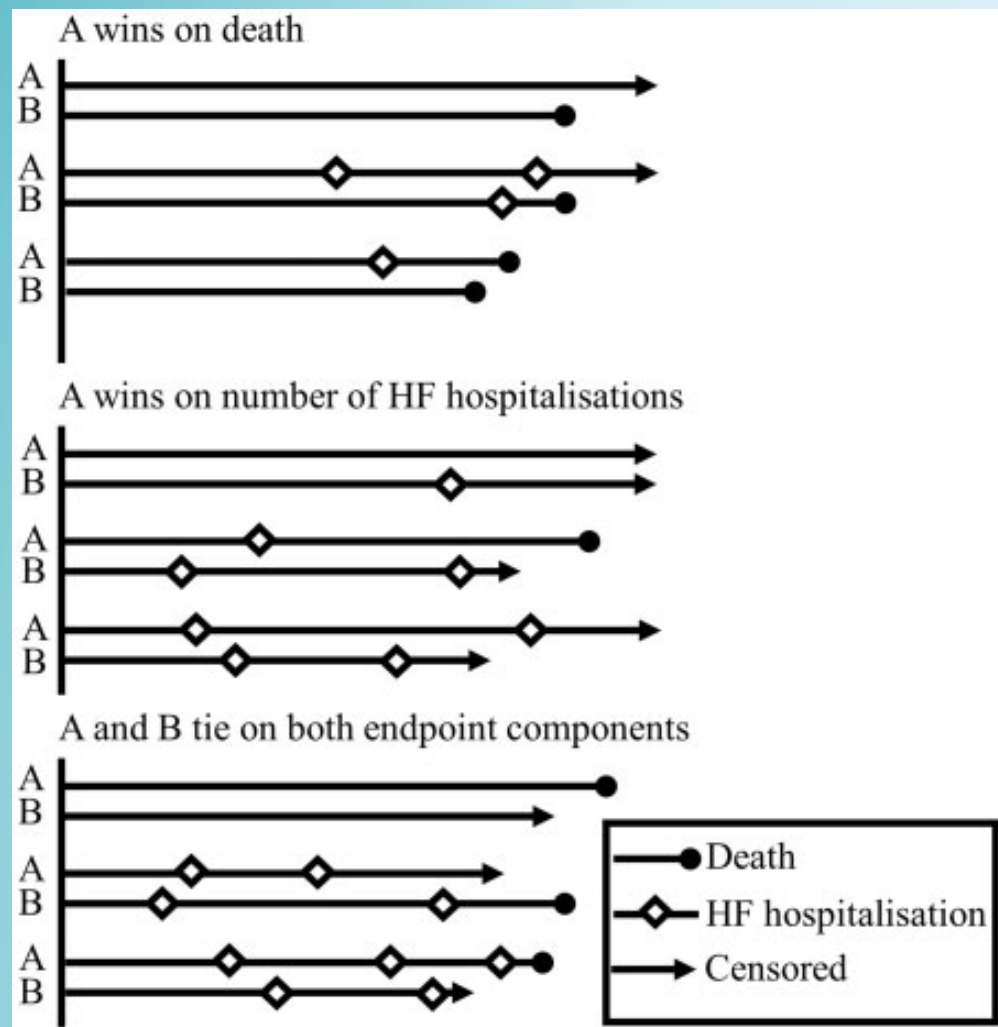 A wins on death
A
B
A
B
A
B
A wins on number of HF hospitalisations
A
B
A
B
A
B
A and B tie on both endpoint components
A
B
A
B
A
B
Death
HF hospitalisation
Censored